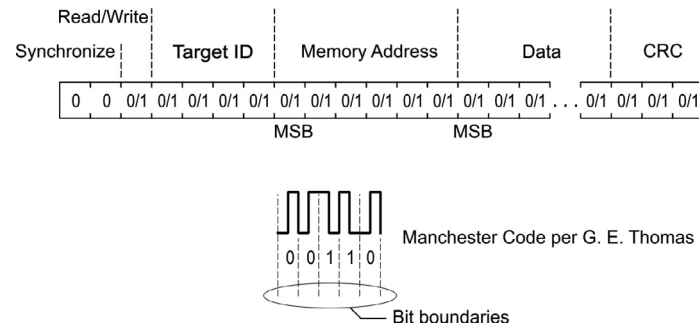 Read/Write
Synchronize Target ID Memory Address Data CRC
0 0 0/1 0/1 0/1 0/1 0/1 0/1 0/1 0/1 0/1 0/1 0/1 0/1 0/1 0/1 ... 0/1 0/1 0/1 0/1
MSB MSB
Manchester Code per G. E. Thomas
0 0 1 1 0
Bit boundaries